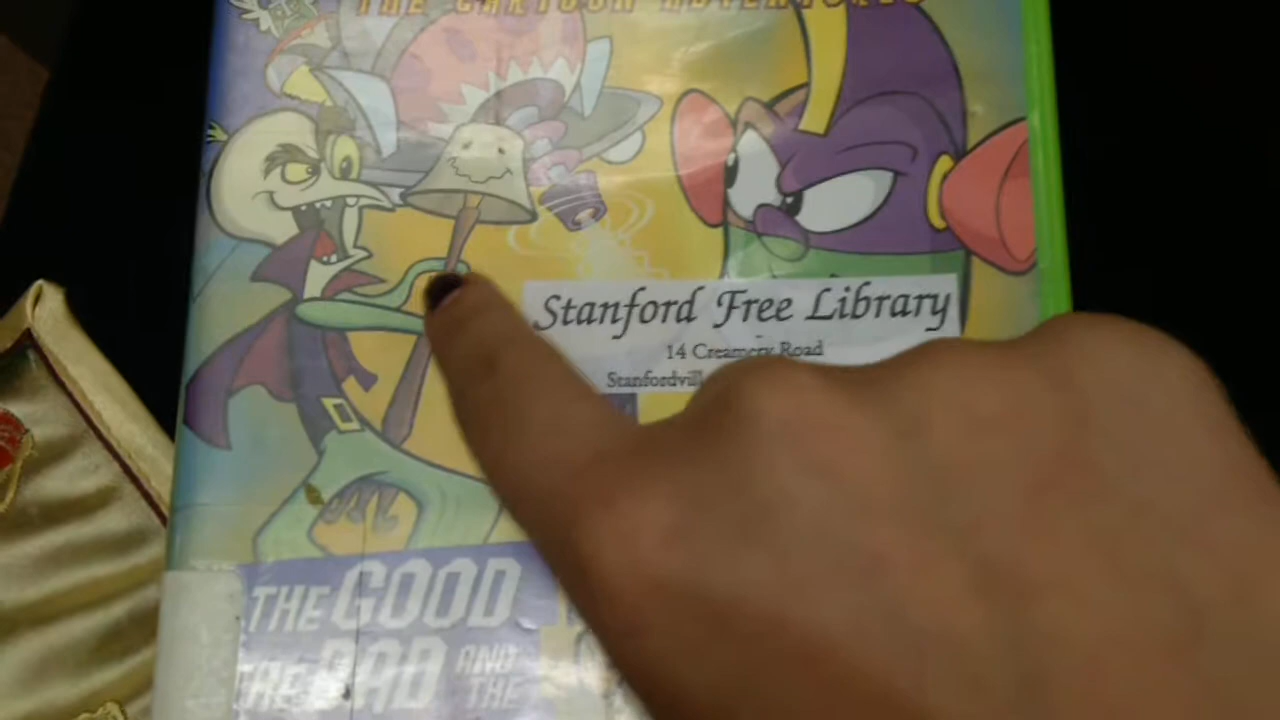 THE CARTOON ADVENTURES
Stanford Free Library
14 Creamery Road
Stanfordvill
THE GOOD
THE BAD AND THE